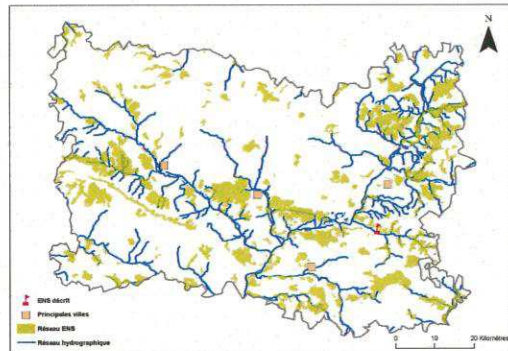 N
ENS décrit
Principales villes
Réseau ENS
Réseau hydrographique
0 10 20 Kilomètres